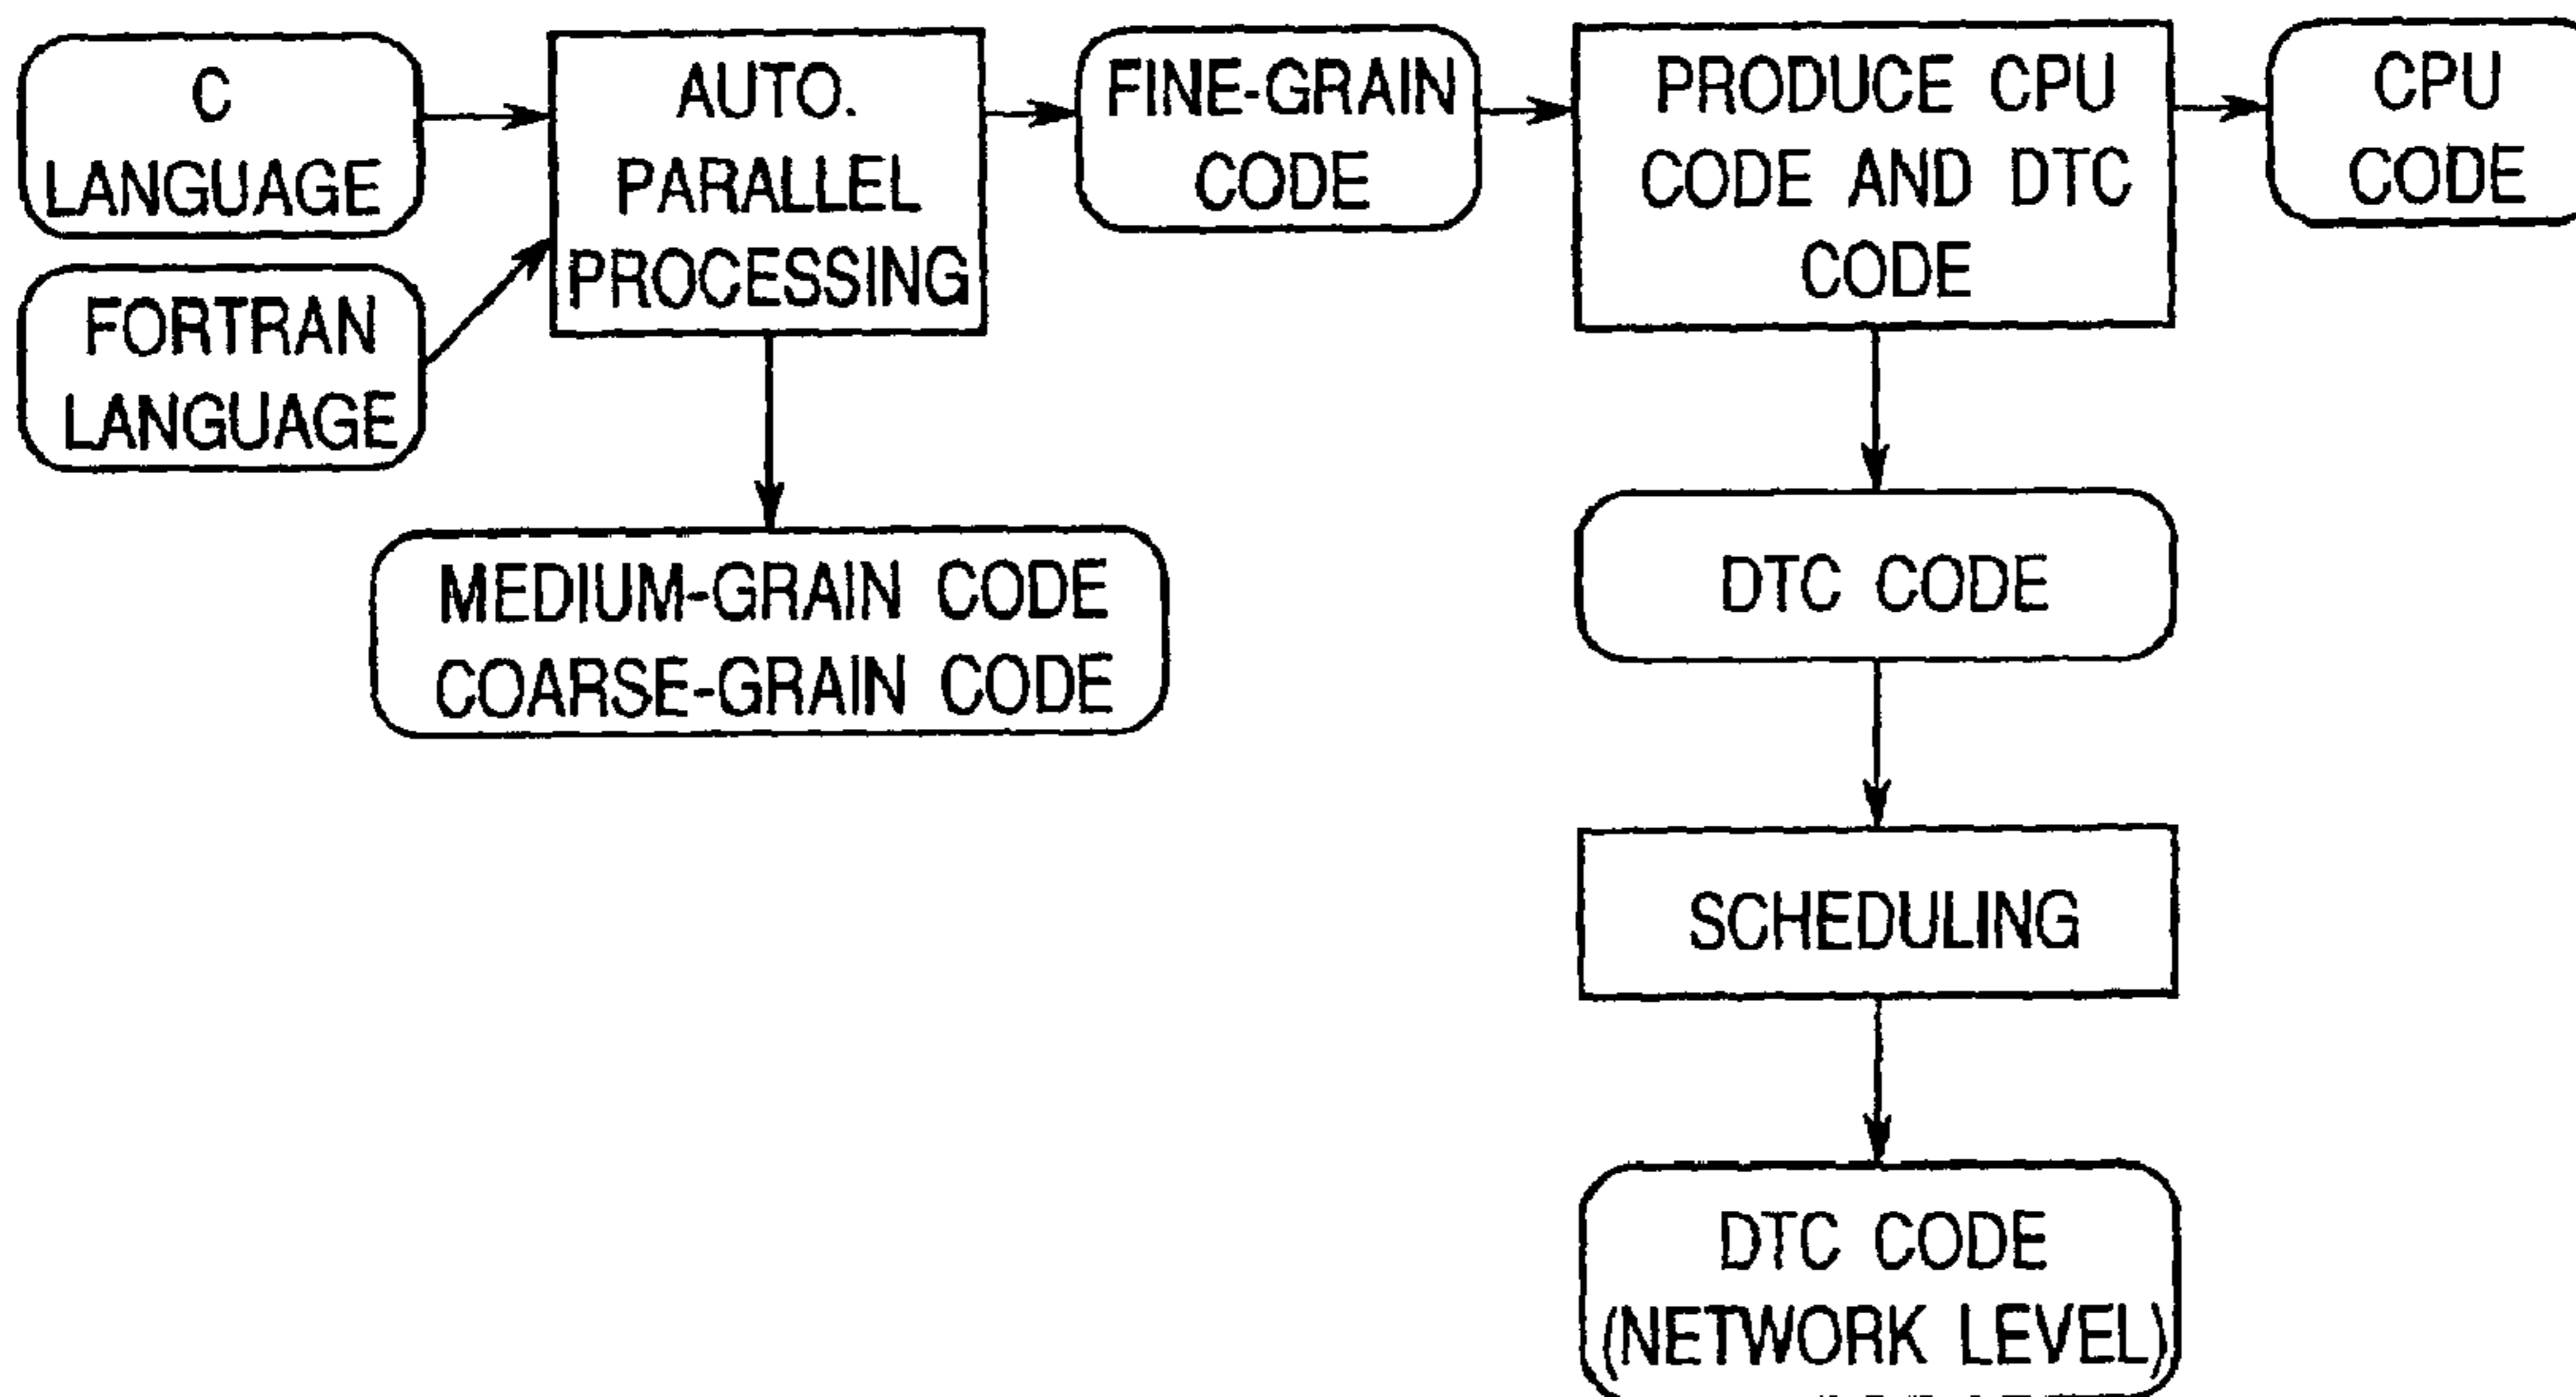 C
LANGUAGE
FORTRAN
LANGUAGE
AUTO.
PARALLEL
PROCESSING
MEDIUM-GRAIN CODE
COARSE-GRAIN CODE
FINE-GRAIN
CODE
PRODUCE CPU
CODE AND DTC
CODE
CPU
CODE
DTC CODE
SCHEDULING
DTC CODE
(NETWORK LEVEL)